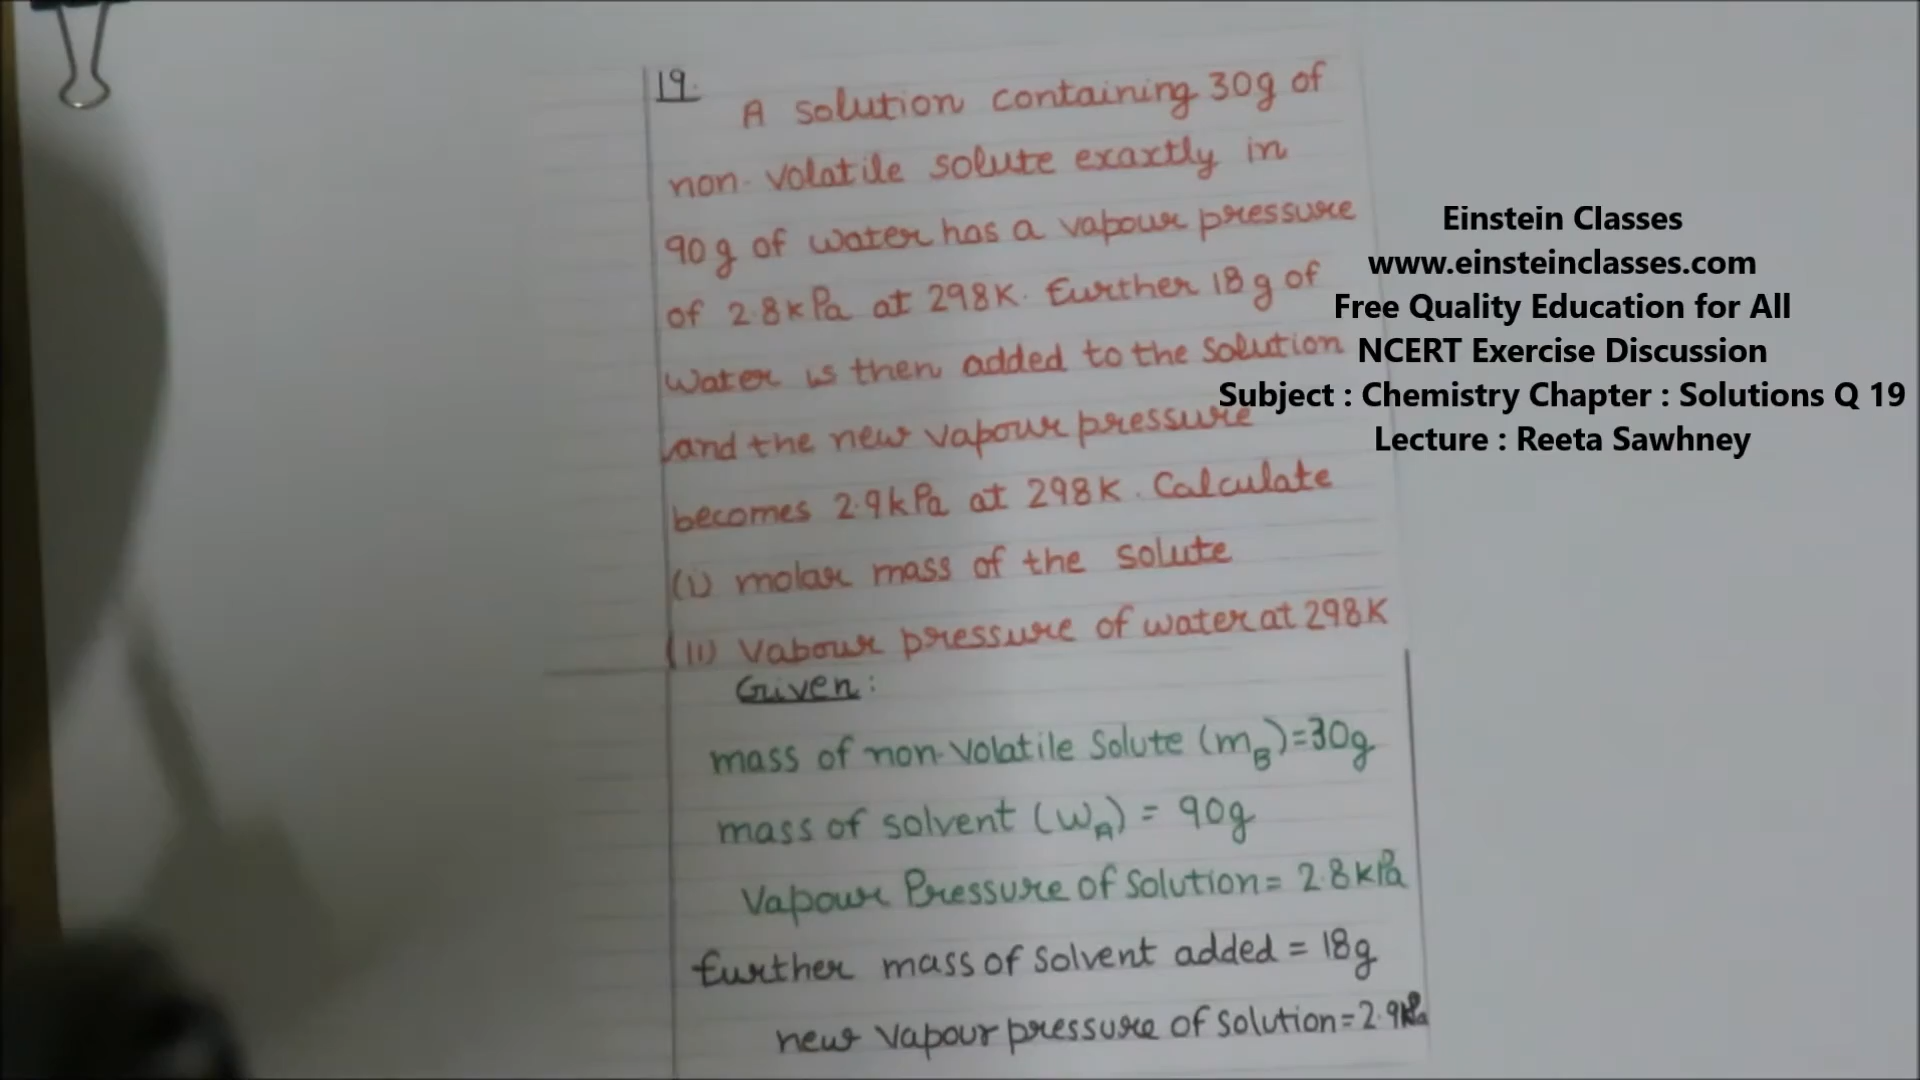 19.
A solution containing 30g of
non-volatile solute exaxtly in
90g of water has a vapour pressure
of 2.8kPa at 298K. Further 18g of
water is then added to the solution
and the new vapour pressure
becomes 2.9kPa at 298K. Calculate
(i) molar mass of the solute
(ii) Vabour pressure of water at 298K
Given:
mass of non-volatile solute (mB)=30g
mass of solvent (wA) = 90g
Vapour Pressure of Solution= 2.8kPa
further mass of solvent added = 18g
new vapour pressure of solution=2.9kPa
Einstein Classes
www.einsteinclasses.com
Free Quality Education for All
NCERT Exercise Discussion
Subject : Chemistry Chapter : Solutions Q 19
Lecture : Reeta Sawhney